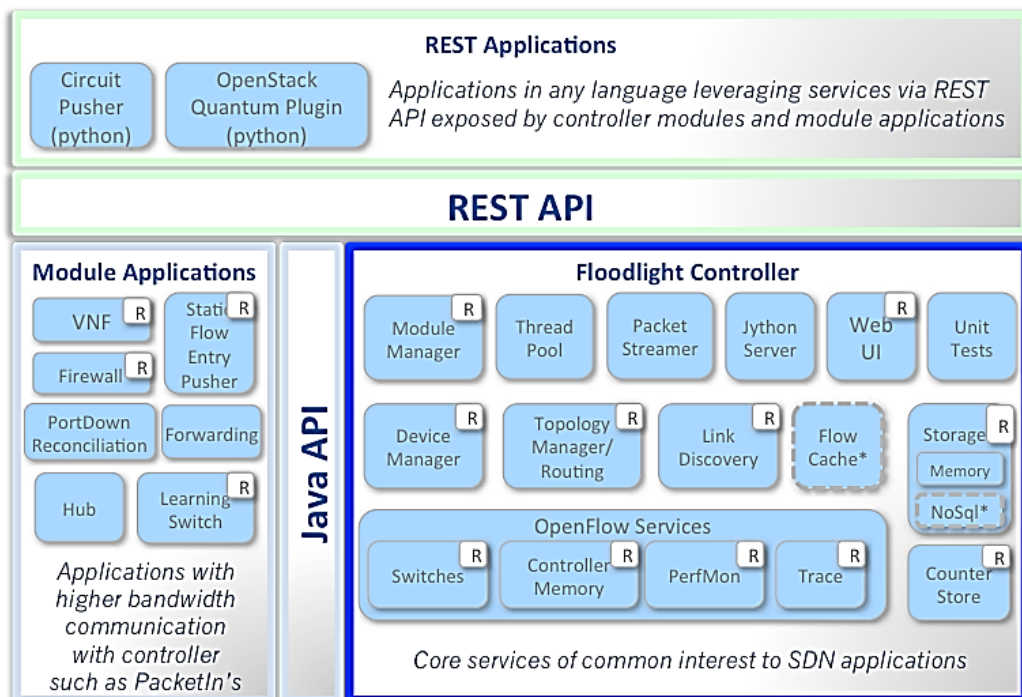 REST Applications
Circuit
Pusher
(python)
OpenStack
Quantum Plugin
(python)
Applications in any language leveraging services via REST
API exposed by controller modules and module applications
REST API
Module Applications
VNF
R
Static
R
Flow
Entry
Pusher
Firewall
R
PortDown
Reconciliation
Forwarding
Hub
Learning
Switch
R
Applications with
higher bandwidth
communication
with controller
such as PacketIn's
Java API
Floodlight Controller
Module
Manager
R
Thread
Pool
Packet
Streamer
Jython
Server
Web
UI
R
Unit
Tests
Device
Manager
R
Topology
Manager/
Routing
R
Link
Discovery
R
Flow
Cache*
Storage
R
Memory
NoSql*
OpenFlow Services
Switches
R
Controller
Memory
R
PerfMon
R
Trace
R
Counter
Store
R
Core services of common interest to SDN applications